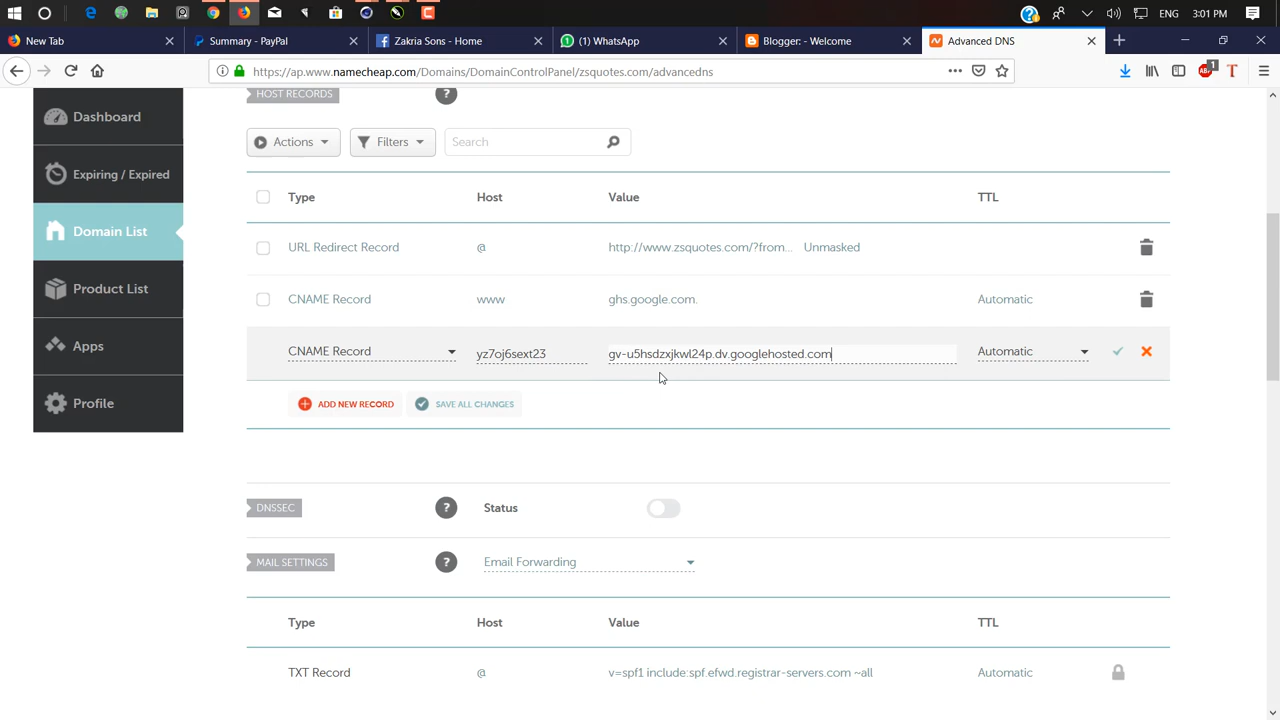 ENG 3:01 PM
New Tab
Summary - PayPal
Zakria Sons - Home
(1) WhatsApp
Blogger: - Welcome
Advanced DNS
https://ap.www.namecheap.com/Domains/DomainControlPanel/zsquotes.com/advancedns
1
Dashboard
Expiring / Expired
Domain List
Product List
Apps
Profile
HOST RECORDS ?
Actions Filters Search
Type Host Value TTL
URL Redirect Record @ http://www.zsquotes.com/?from... Unmasked
CNAME Record www ghs.google.com. Automatic
CNAME Record yz7oj6sext23 gv-u5hsdzxjkwl24p.dv.googlehosted.com Automatic
ADD NEW RECORD SAVE ALL CHANGES
DNSSEC ? Status
MAIL SETTINGS ? Email Forwarding
Type Host Value TTL
TXT Record @ v=spf1 include:spf.efwd.registrar-servers.com ~all Automatic